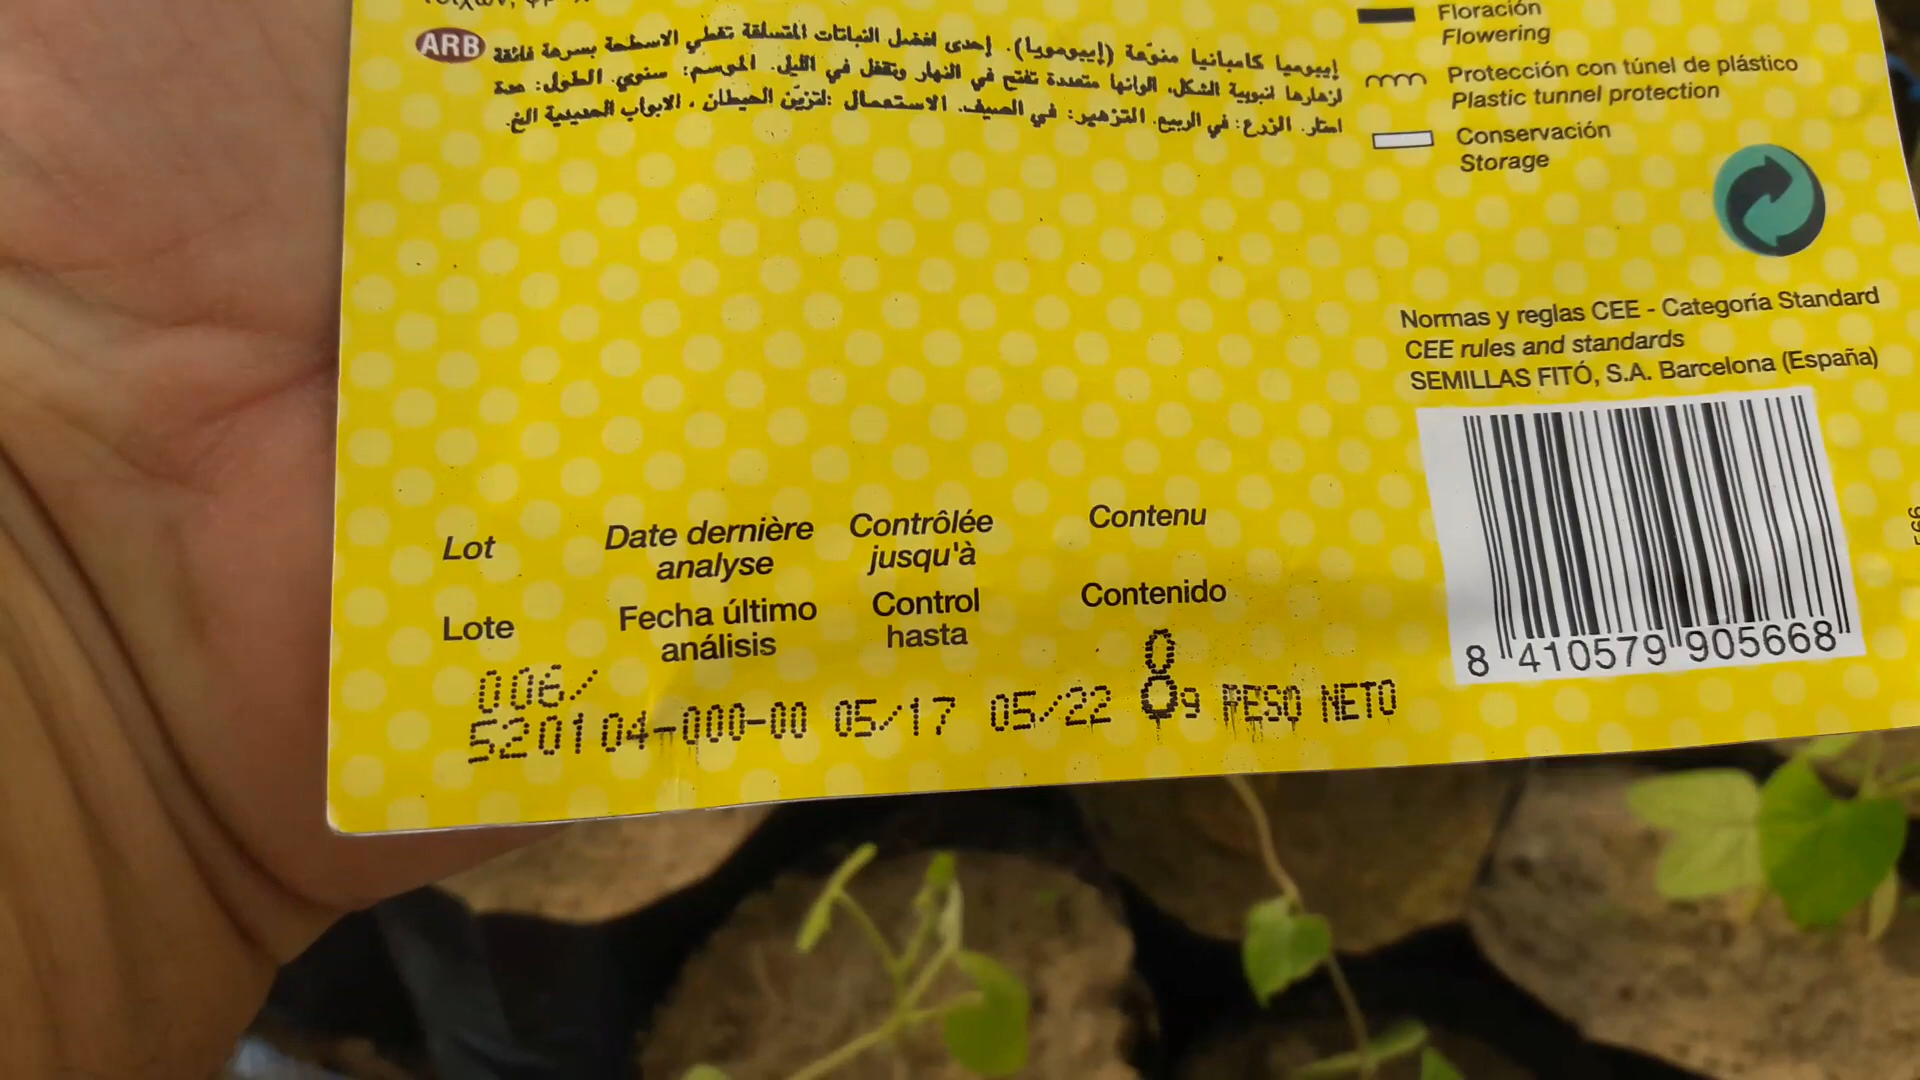 ARB
إيبوميا كامبانيا منوّعة (إيبومويا). إحدى افضل النباتات المتسلقة تغطي الاسطحة بسرعة فائقة
ازهارها انبوبية الشكل، الوانها متعددة تفتح في النهار وتقفل في الليل. الموسم: سنوي. الطول: عدة
امتار. الزرع: في الربيع. التزهير: في الصيف. الاستعمال: لتزيّن الحيطان، الابواب الحديدية الخ.
Floración
Flowering
Protección con túnel de plástico
Plastic tunnel protection
Conservación
Storage
Normas y reglas CEE - Categoría Standard
CEE rules and standards
SEMILLAS FITÓ, S.A. Barcelona (España)
Lot
Date dernière
analyse
Contrôlée
jusqu'à
Contenu
Lote
Fecha último
análisis
Control
hasta
Contenido
006/
520104-000-00 05/17 05/22 8g PESO NETO
8 410579 905668